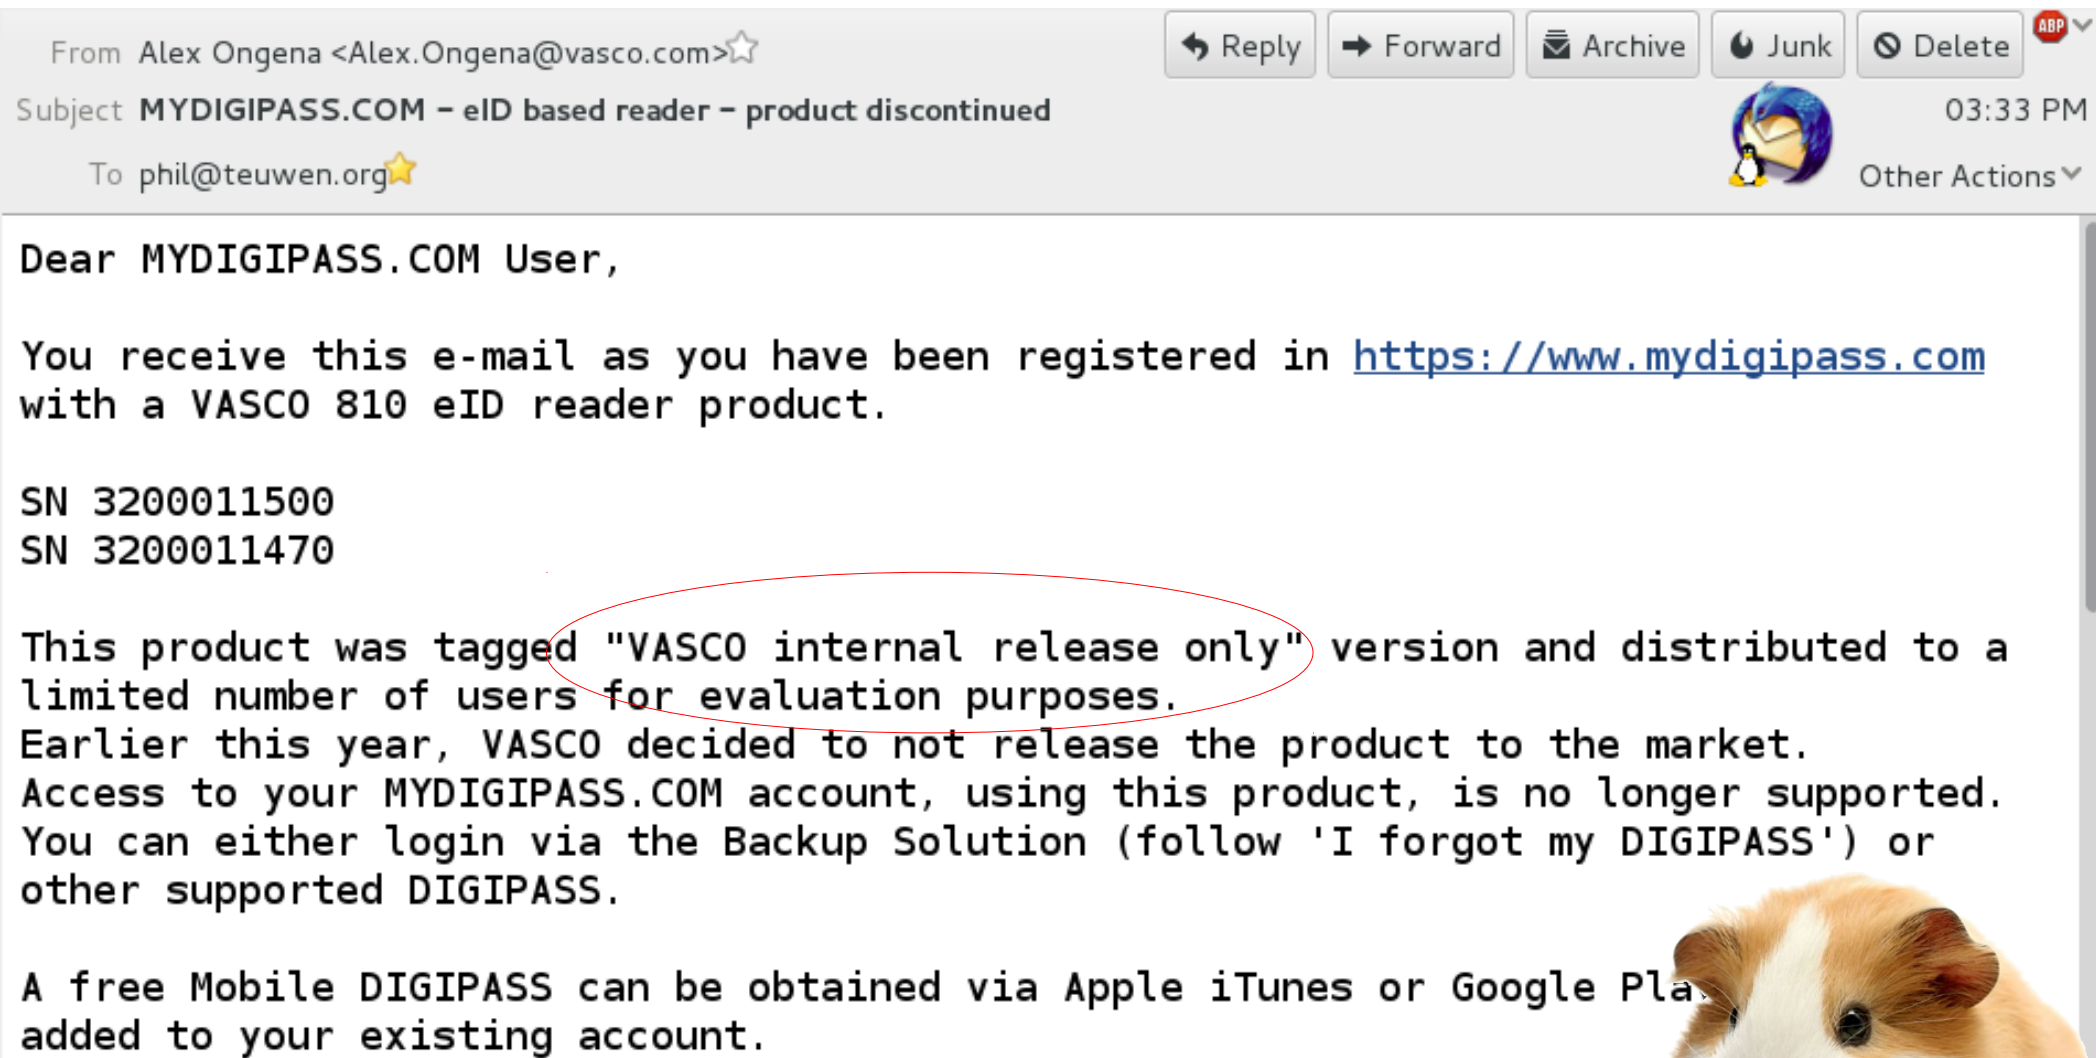 From Alex Ongena <Alex.Ongena@vasco.com>
Reply Forward Archive Junk Delete ABP
Subject MYDIGIPASS.COM – eID based reader – product discontinued
03:33 PM
To phil@teuwen.org
Other Actions
Dear MYDIGIPASS.COM User,
You receive this e-mail as you have been registered in https://www.mydigipass.com
with a VASCO 810 eID reader product.
SN 3200011500
SN 3200011470
This product was tagged "VASCO internal release only" version and distributed to a
limited number of users for evaluation purposes.
Earlier this year, VASCO decided to not release the product to the market.
Access to your MYDIGIPASS.COM account, using this product, is no longer supported.
You can either login via the Backup Solution (follow 'I forgot my DIGIPASS') or
other supported DIGIPASS.
A free Mobile DIGIPASS can be obtained via Apple iTunes or Google
added to your existing account.